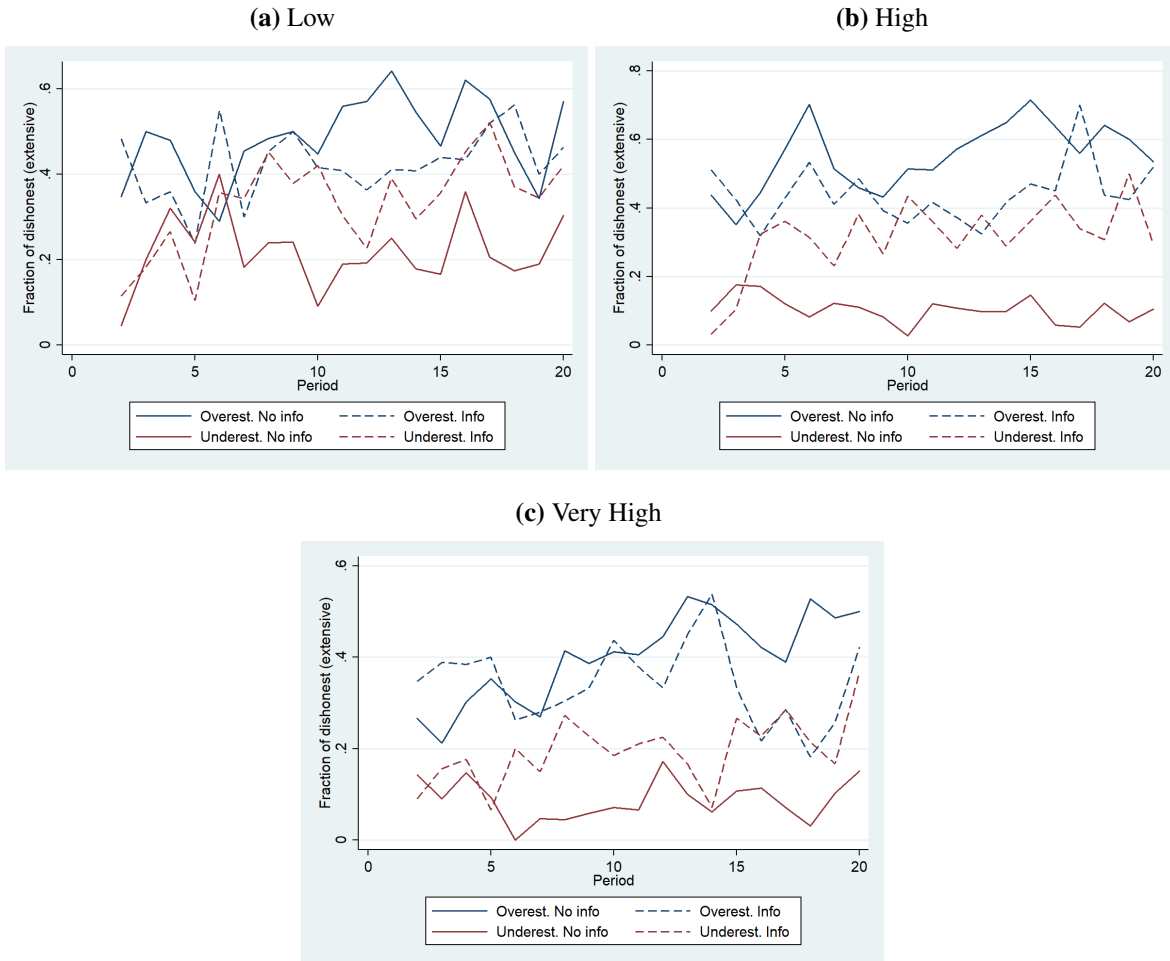 (a) Low
Fraction of dishonest (extensive)
0 .2 .4 .6
0 5 10 15 20
Period
Overest. No info Overest. Info
Underest. No info Underest. Info
(b) High
Fraction of dishonest (extensive)
0 .2 .4 .6 .8
0 5 10 15 20
Period
Overest. No info Overest. Info
Underest. No info Underest. Info
(c) Very High
Fraction of dishonest (extensive)
0 .2 .4 .6
0 5 10 15 20
Period
Overest. No info Overest. Info
Underest. No info Underest. Info